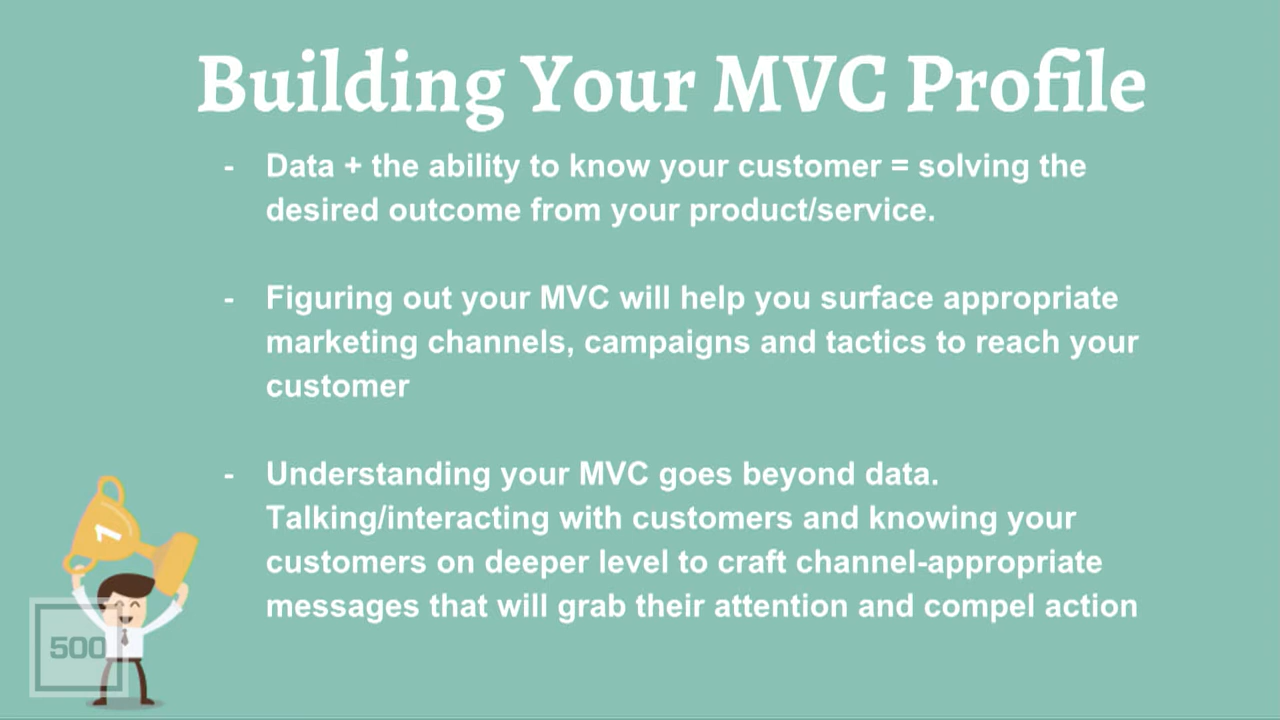 Building Your MVC Profile
- Data + the ability to know your customer = solving the
desired outcome from your product/service.
- Figuring out your MVC will help you surface appropriate
marketing channels, campaigns and tactics to reach your
customer
- Understanding your MVC goes beyond data.
Talking/interacting with customers and knowing your
customers on deeper level to craft channel-appropriate
messages that will grab their attention and compel action
1
500